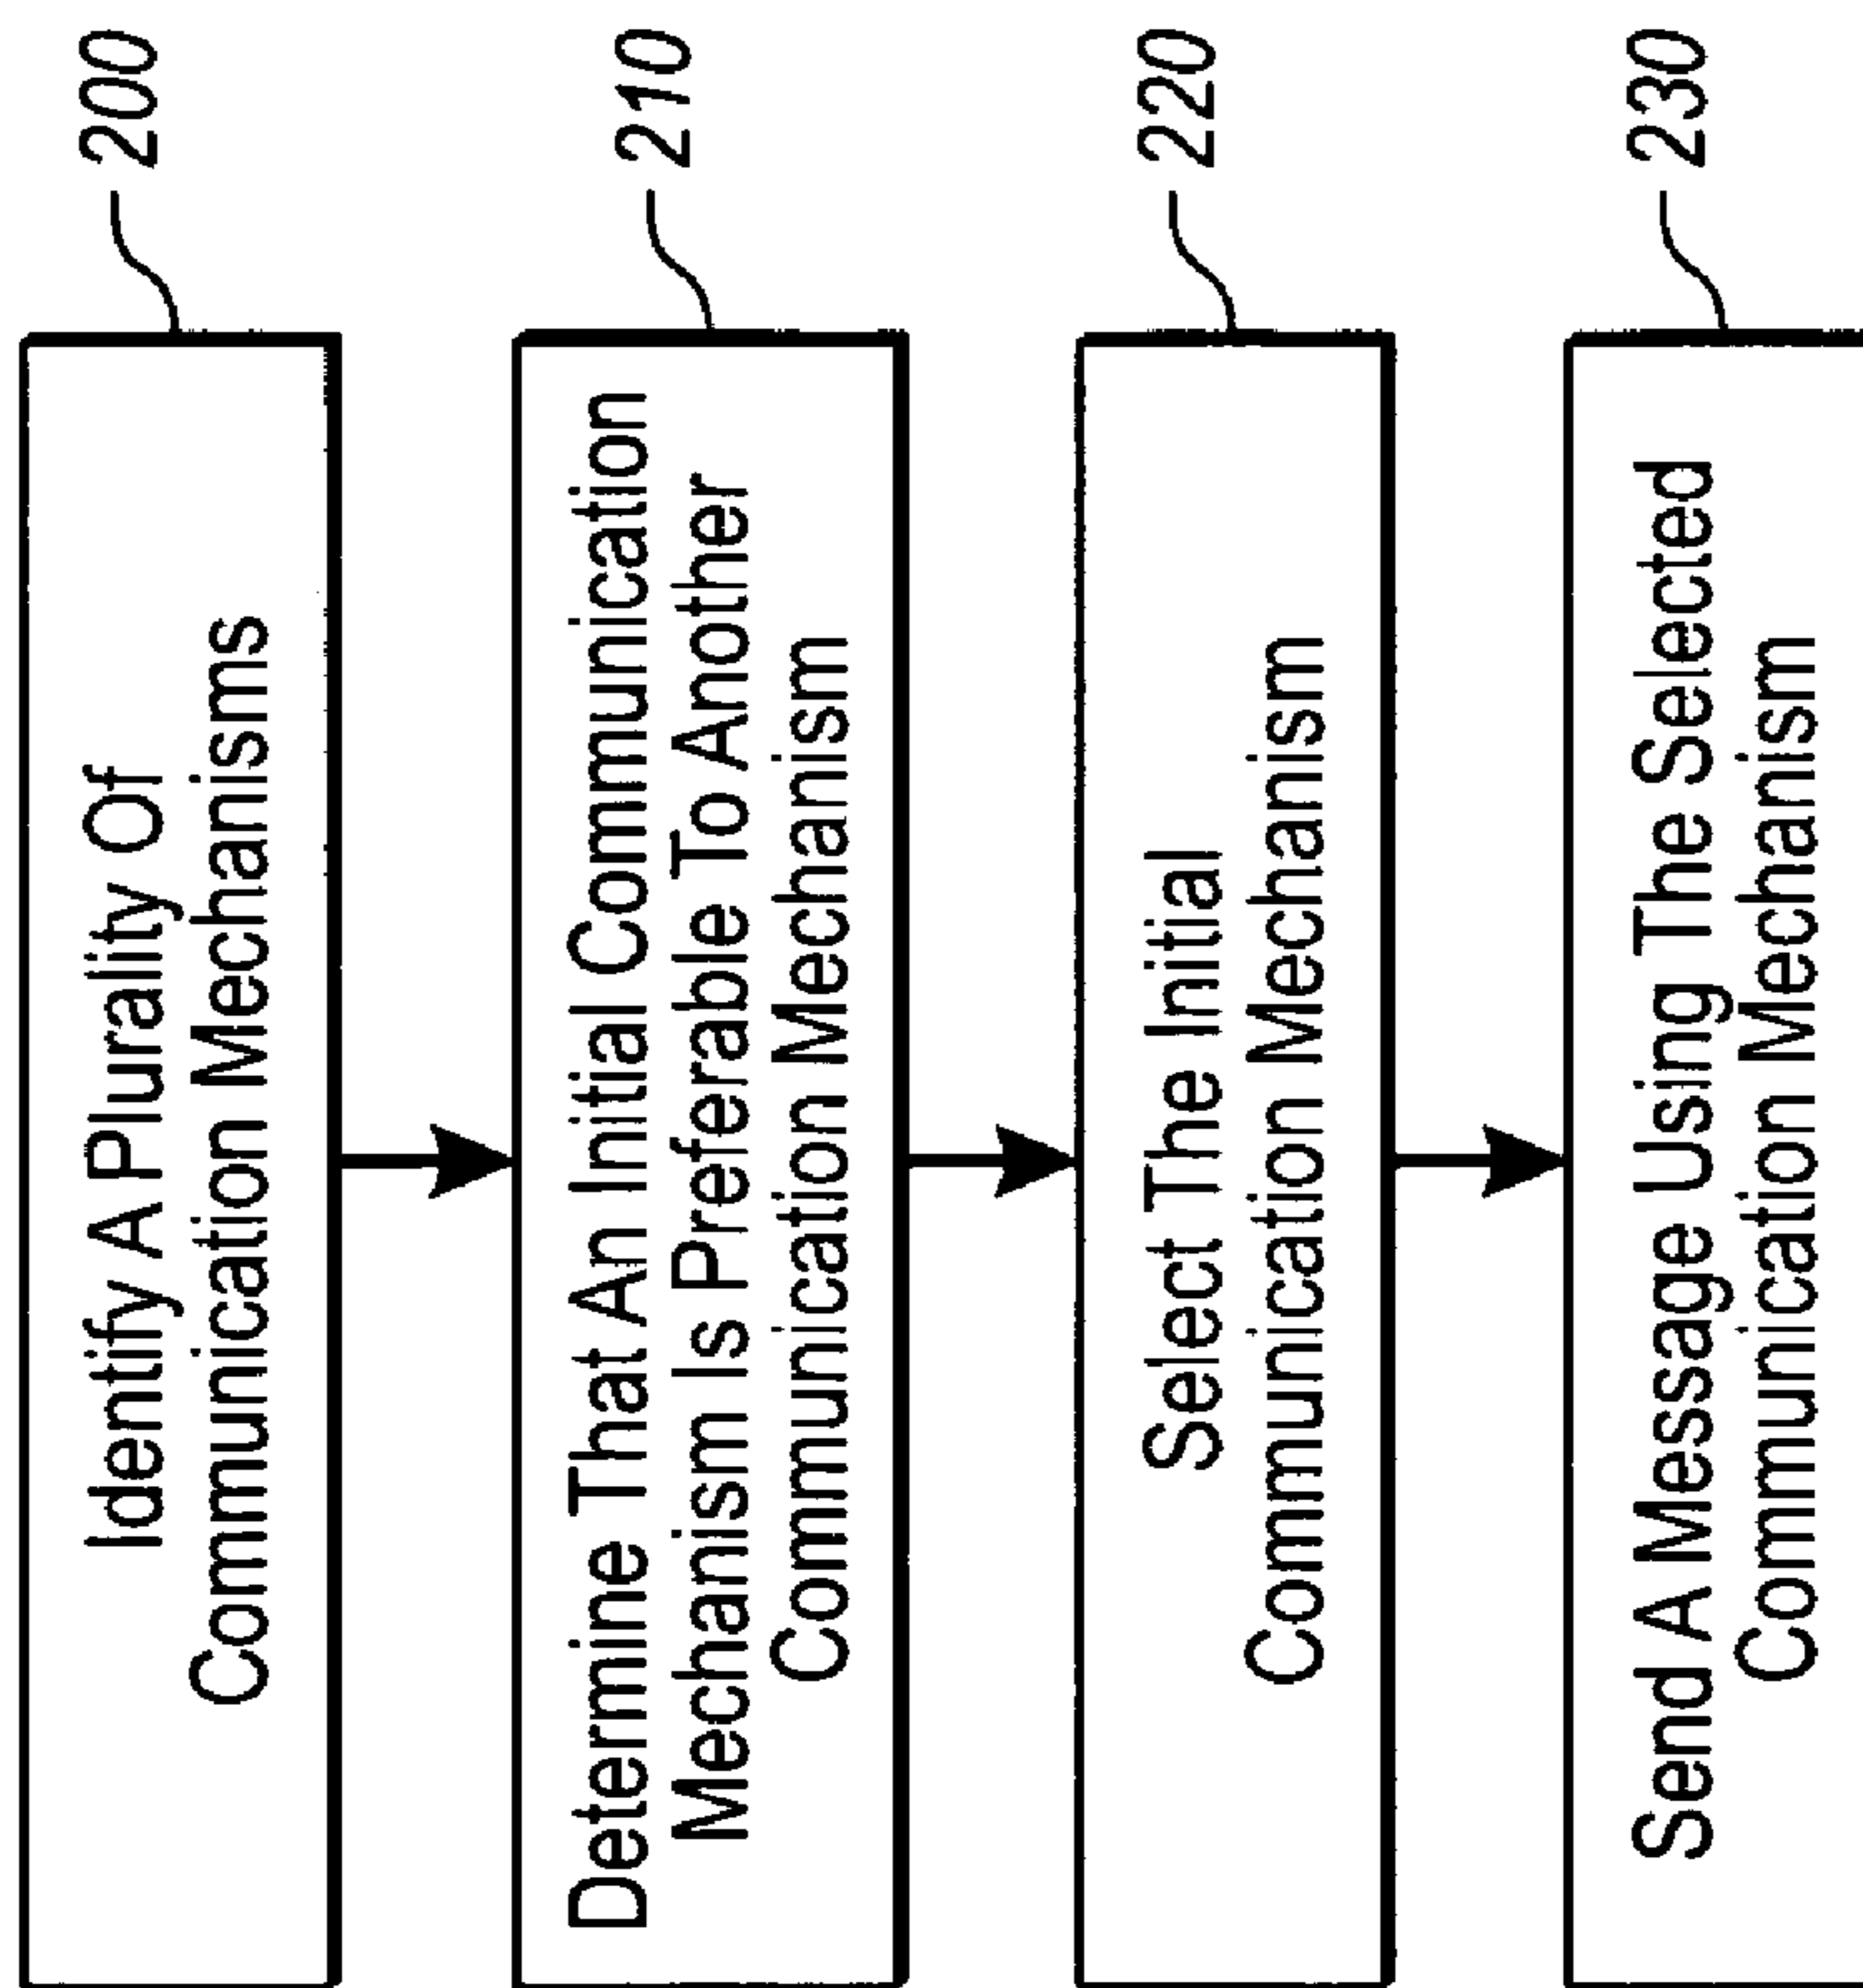 Identify A Plurality Of
Communication Mechanisms
200
Determine That An Initial Communication
Mechanism Is Preferable To Another
Communication Mechanism
210
Select The Initial
Communication Mechanism
220
Send A Message Using The Selected
Communication Mechanism
230